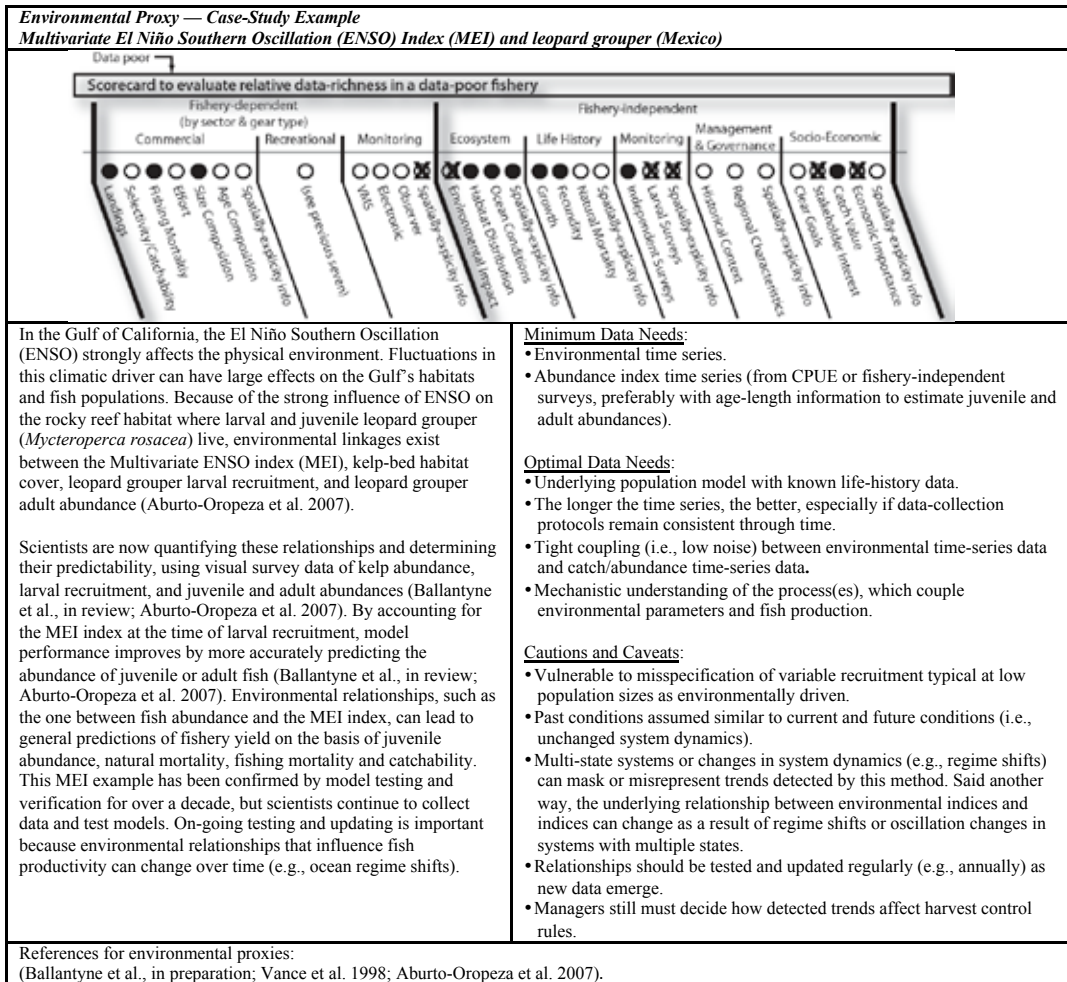 Environmental Proxy — Case-Study Example
Multivariate El Niño Southern Oscillation (ENSO) Index (MEI) and leopard grouper (Mexico)
Data poor
Scorecard to evaluate relative data-richness in a data-poor fishery
Fishery-dependent
(by sector & gear type)
Fishery-independent
Commercial
Recreational
Monitoring
Ecosystem
Life History
Monitoring
Management
& Governance
Socio-Economic
Landings
Selectivity/Catchability
Fishing Mortality
Effort
Size Composition
Age Composition
Spatially-explicity info
(see previous seven)
VMS
Electronic
Observer
Spatially-explicity info
Environmental Impact
Habitat Distribution
Ocean Conditions
Spatially-explicity info
Growth
Fecundity
Natural Mortality
Spatially-explicity info
Independent Surveys
Larval Surveys
Spatially-explicity info
Historical Context
Regional Characteristics
Spatially-explicity info
Clear Goals
Stakeholder Interest
Catch Value
Economic Importance
Spatially-explicity info
In the Gulf of California, the El Niño Southern Oscillation
(ENSO) strongly affects the physical environment. Fluctuations in
this climatic driver can have large effects on the Gulf's habitats
and fish populations. Because of the strong influence of ENSO on
the rocky reef habitat where larval and juvenile leopard grouper
(Mycteroperca rosacea) live, environmental linkages exist
between the Multivariate ENSO index (MEI), kelp-bed habitat
cover, leopard grouper larval recruitment, and leopard grouper
adult abundance (Aburto-Oropeza et al. 2007).
Scientists are now quantifying these relationships and determining
their predictability, using visual survey data of kelp abundance,
larval recruitment, and juvenile and adult abundances (Ballantyne
et al., in review; Aburto-Oropeza et al. 2007). By accounting for
the MEI index at the time of larval recruitment, model
performance improves by more accurately predicting the
abundance of juvenile or adult fish (Ballantyne et al., in review;
Aburto-Oropeza et al. 2007). Environmental relationships, such as
the one between fish abundance and the MEI index, can lead to
general predictions of fishery yield on the basis of juvenile
abundance, natural mortality, fishing mortality and catchability.
This MEI example has been confirmed by model testing and
verification for over a decade, but scientists continue to collect
data and test models. On-going testing and updating is important
because environmental relationships that influence fish
productivity can change over time (e.g., ocean regime shifts).
Minimum Data Needs:
• Environmental time series.
• Abundance index time series (from CPUE or fishery-independent
surveys, preferably with age-length information to estimate juvenile and
adult abundances).
Optimal Data Needs:
• Underlying population model with known life-history data.
• The longer the time series, the better, especially if data-collection
protocols remain consistent through time.
• Tight coupling (i.e., low noise) between environmental time-series data
and catch/abundance time-series data.
• Mechanistic understanding of the process(es), which couple
environmental parameters and fish production.
Cautions and Caveats:
• Vulnerable to misspecification of variable recruitment typical at low
population sizes as environmentally driven.
• Past conditions assumed similar to current and future conditions (i.e.,
unchanged system dynamics).
• Multi-state systems or changes in system dynamics (e.g., regime shifts)
can mask or misrepresent trends detected by this method. Said another
way, the underlying relationship between environmental indices and
indices can change as a result of regime shifts or oscillation changes in
systems with multiple states.
• Relationships should be tested and updated regularly (e.g., annually) as
new data emerge.
• Managers still must decide how detected trends affect harvest control
rules.
References for environmental proxies:
(Ballantyne et al., in preparation; Vance et al. 1998; Aburto-Oropeza et al. 2007).